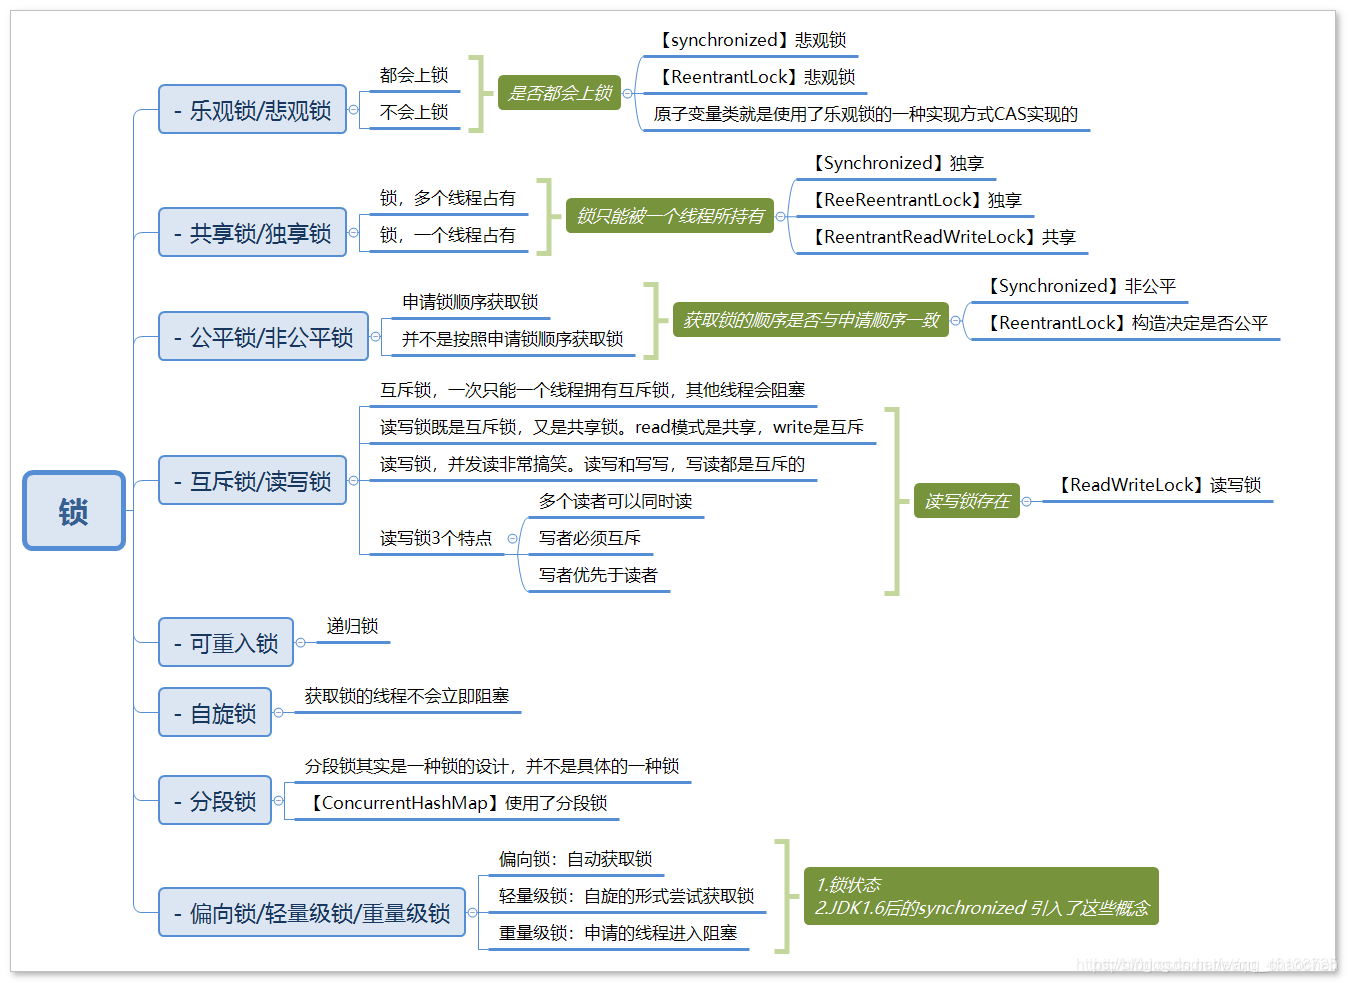 锁
- 乐观锁/悲观锁
都会上锁
不会上锁
是否都会上锁
【synchronized】悲观锁
【ReentrantLock】悲观锁
原子变量类就是使用了乐观锁的一种实现方式CAS实现的
- 共享锁/独享锁
锁，多个线程占有
锁，一个线程占有
锁只能被一个线程所持有
【Synchronized】独享
【ReeReentrantLock】独享
【ReentrantReadWriteLock】共享
- 公平锁/非公平锁
申请锁顺序获取锁
并不是按照申请锁顺序获取锁
获取锁的顺序是否与申请顺序一致
【Synchronized】非公平
【ReentrantLock】构造决定是否公平
- 互斥锁/读写锁
互斥锁，一次只能一个线程拥有互斥锁，其他线程会阻塞
读写锁既是互斥锁，又是共享锁。read模式是共享，write是互斥
读写锁，并发读非常搞笑。读写和写写，写读都是互斥的
读写锁3个特点
多个读者可以同时读
写者必须互斥
写者优先于读者
读写锁存在
【ReadWriteLock】读写锁
- 可重入锁
递归锁
- 自旋锁
获取锁的线程不会立即阻塞
- 分段锁
分段锁其实是一种锁的设计，并不是具体的一种锁
【ConcurrentHashMap】使用了分段锁
- 偏向锁/轻量级锁/重量级锁
偏向锁：自动获取锁
轻量级锁：自旋的形式尝试获取锁
重量级锁：申请的线程进入阻塞
1.锁状态
2.JDK1.6后的synchronized 引入了这些概念